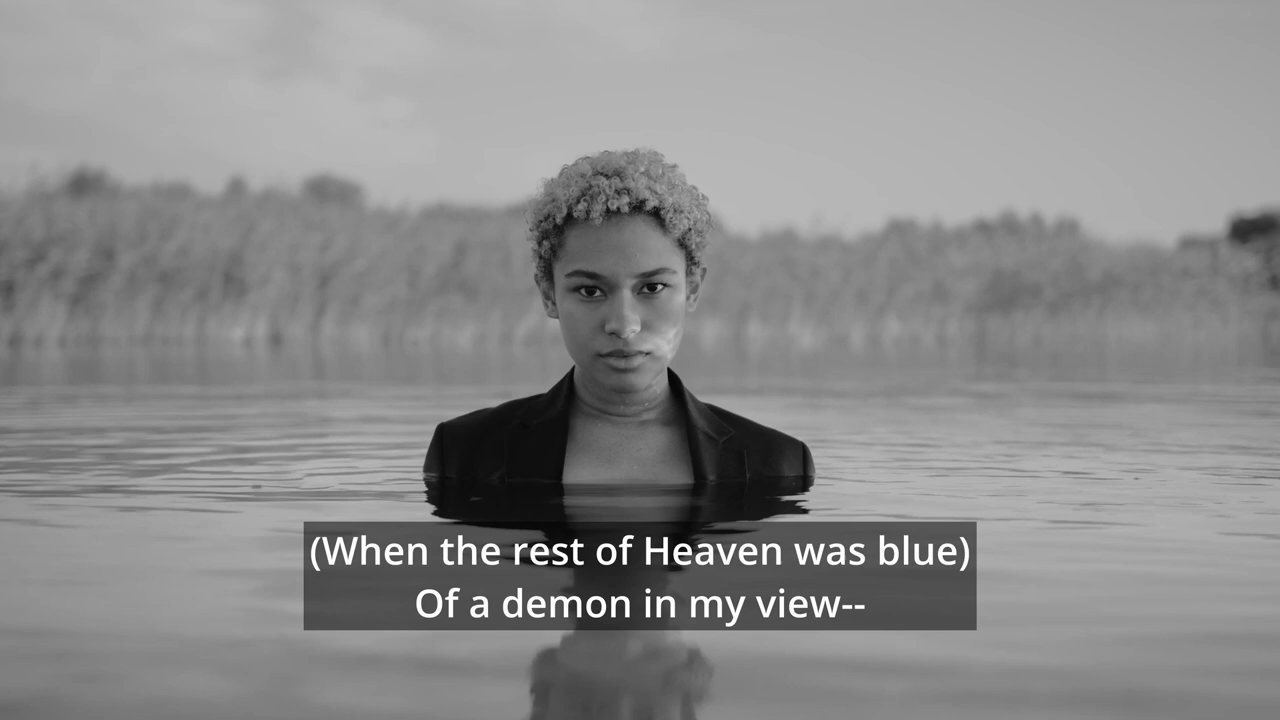 (When the rest of Heaven was blue)
Of a demon in my view--